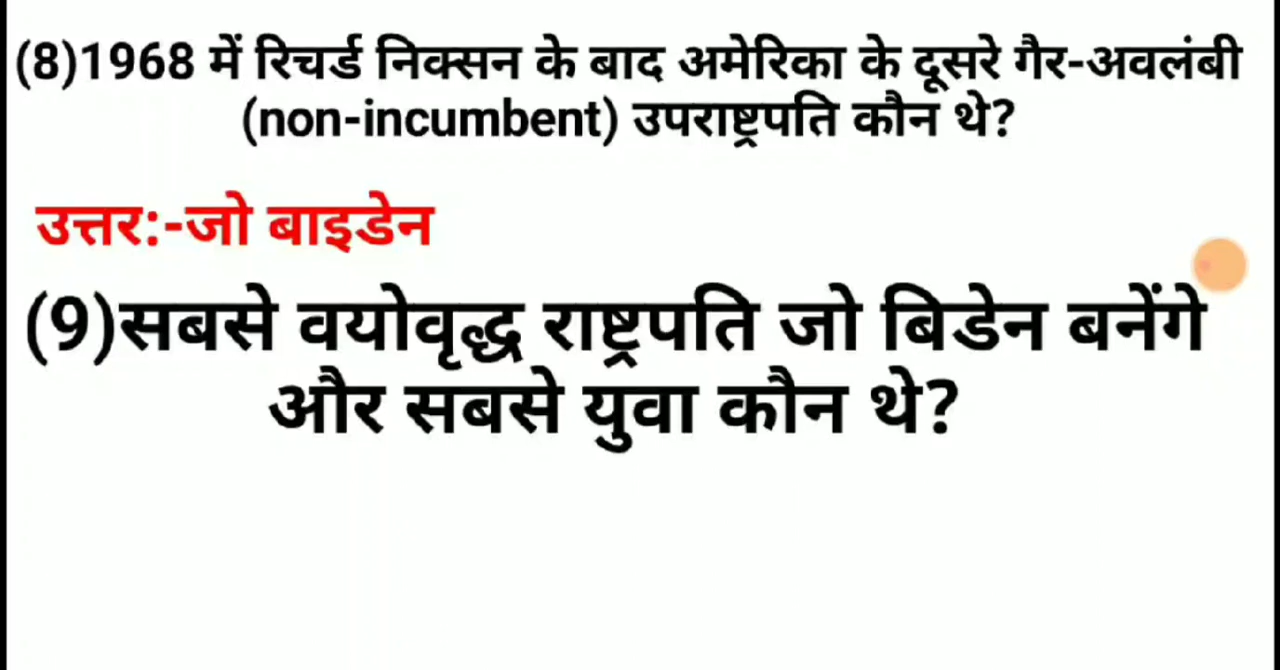 (8)1968 में रिचर्ड निक्सन के बाद अमेरिका के दूसरे गैर-अवलंबी
(non-incumbent) उपराष्ट्रपति कौन थे?
उत्तर:-जो बाइडेन
(9)सबसे वयोवृद्ध राष्ट्रपति जो बिडेन बनेंगे
और सबसे युवा कौन थे?